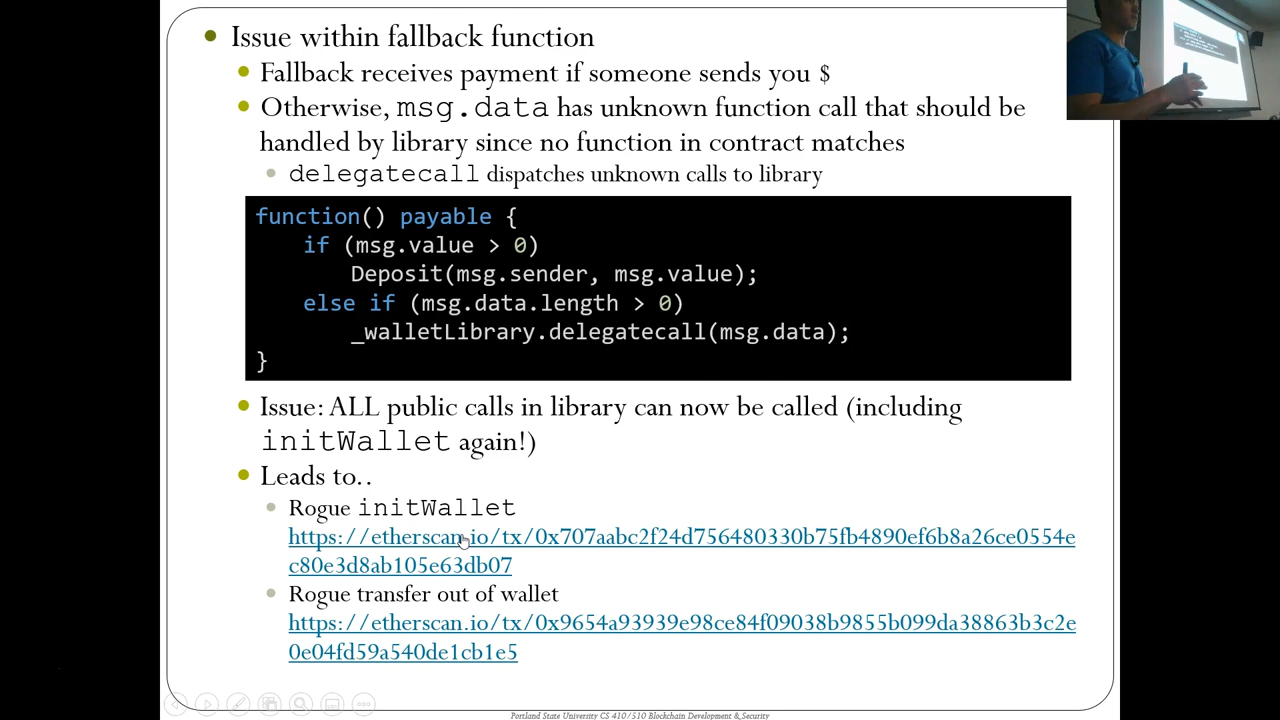 Issue within fallback function
Fallback receives payment if someone sends you $
Otherwise, msg.data has unknown function call that should be
handled by library since no function in contract matches
delegatecall dispatches unknown calls to library
function() payable {
if (msg.value > 0)
Deposit(msg.sender, msg.value);
else if (msg.data.length > 0)
_walletLibrary.delegatecall(msg.data);
}
Issue: ALL public calls in library can now be called (including
initWallet again!)
Leads to..
Rogue initWallet
https://etherscan.io/tx/0x707aabc2f24d756480330b75fb4890ef6b8a26ce0554e
c80e3d8ab105e63db07
Rogue transfer out of wallet
https://etherscan.io/tx/0x9654a93939e98ce84f09038b9855b099da38863b3c2e
0e04fd59a540de1cb1e5
Portland State University CS 410/510 Blockchain Development & Security